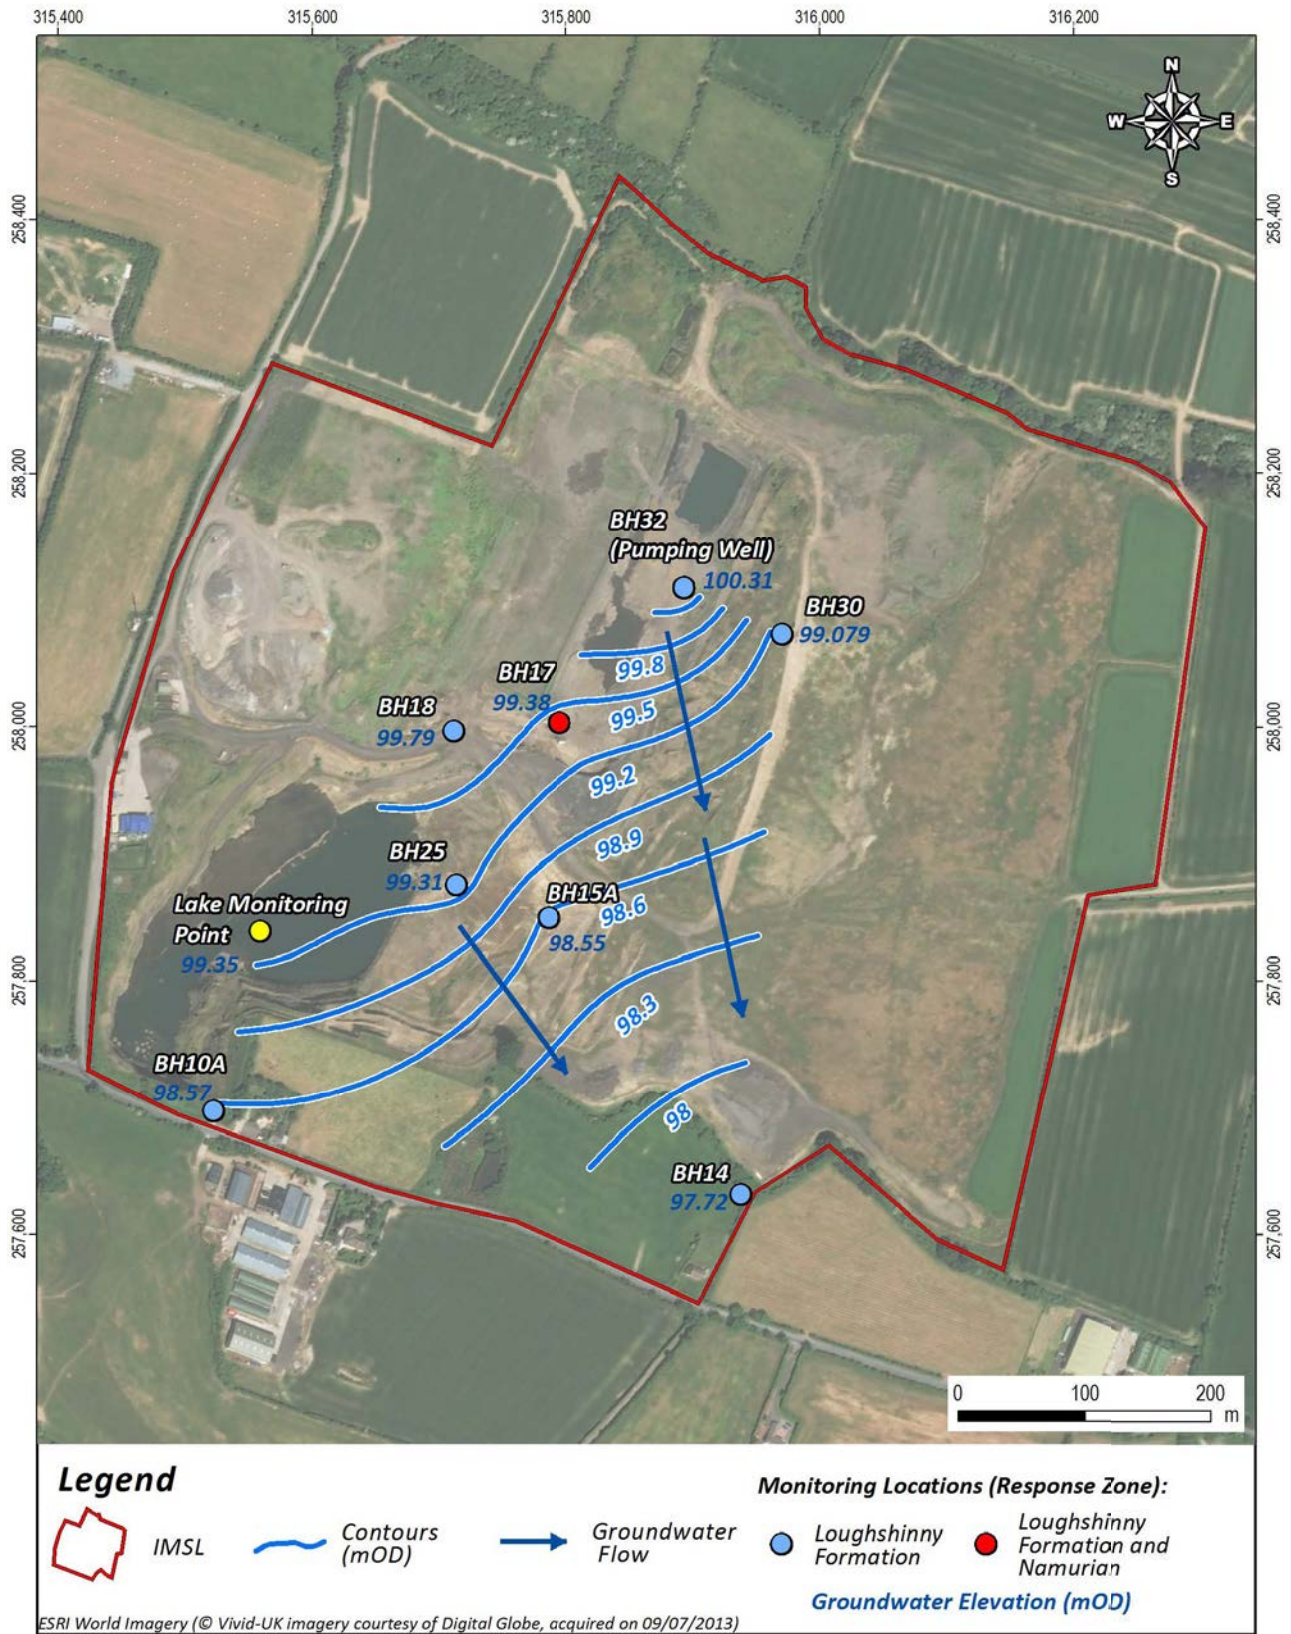 315,400 315,600 315,800 316,000 316,200
N
W E
S
258,400 258,400
258,200 258,200
BH32
(Pumping Well)
100.31
BH30
99.079
99.8
BH17
99.38
99.5
BH18
99.79
258,000 258,000
99.2
98.9
BH25
99.31
BH15A
98.55
98.6
Lake Monitoring
Point
99.35
257,800 257,800
98.3
BH10A
98.57
98
BH14
97.72
257,600 257,600
0 100 200
m
Legend
IMSL
Contours
(mOD)
Groundwater
Flow
Monitoring Locations (Response Zone):
Loughshinny
Formation
Loughshinny
Formation and
Namurian
Groundwater Elevation (mOD)
ESRI World Imagery (© Vivid-UK imagery courtesy of Digital Globe, acquired on 09/07/2013)